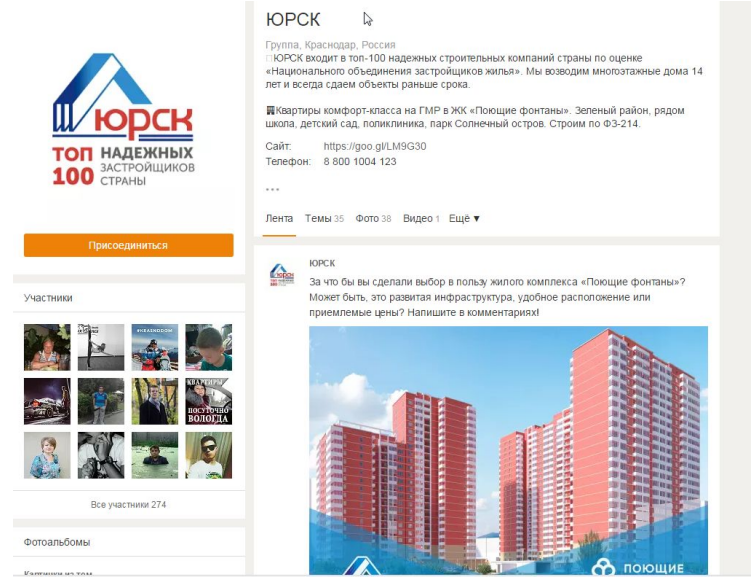 ЮРСК
ТОП НАДЕЖНЫХ
100 ЗАСТРОЙЩИКОВ
СТРАНЫ
Присоединиться
Участники
#КRASNODOM
КВАРТИРЫ
ПОСУТОЧНО
ВОЛОГДА
Все участники 274
Фотоальбомы
ЮРСК
Группа, Краснодар, Россия
ЮРСК входит в топ-100 надежных строительных компаний страны по оценке
«Национального объединения застройщиков жилья». Мы возводим многоэтажные дома 14
лет и всегда сдаем объекты раньше срока.
Квартиры комфорт-класса на ГМР в ЖК «Поющие фонтаны». Зеленый район, рядом
школа, детский сад, поликлиника, парк Солнечный остров. Строим по ФЗ-214.
Сайт: https://goo.gl/LM9G30
Телефон: 8 800 1004 123
...
Лента Темы 35 Фото 38 Видео 1 Ещё ▼
ЮРСК
ЮРСК
За что бы вы сделали выбор в пользу жилого комплекса «Поющие фонтаны»?
Может быть, это развитая инфраструктура, удобное расположение или
приемлемые цены? Напишите в комментариях!
ПОЮЩИЕ